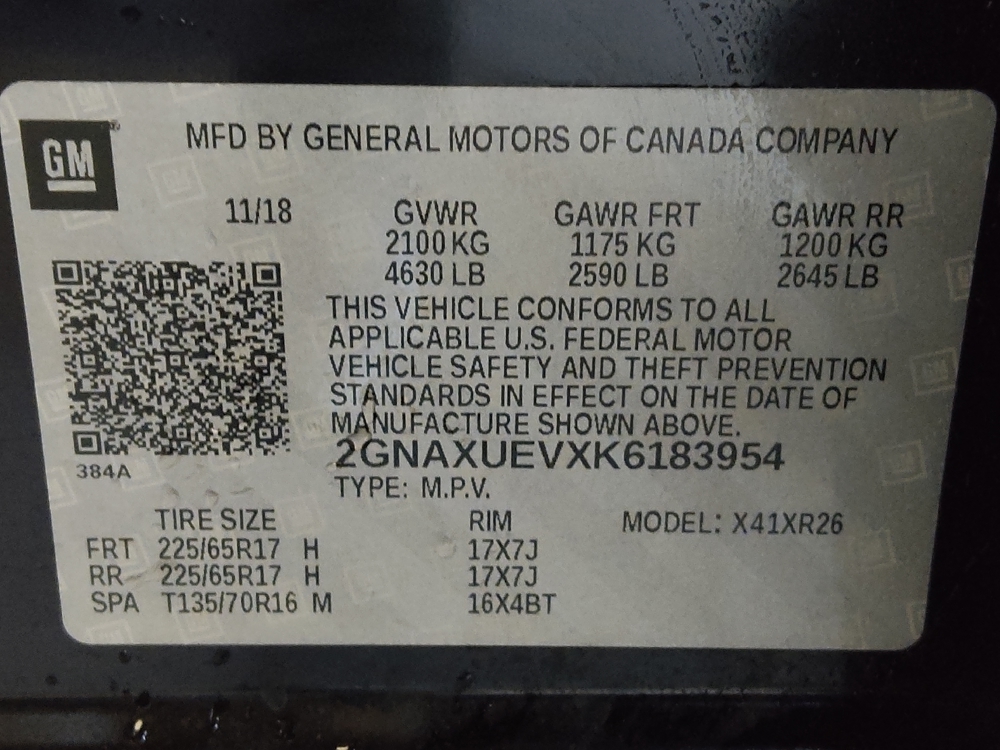 GM
MFD BY GENERAL MOTORS OF CANADA COMPANY
11/18 GVWR GAWR FRT GAWR RR
2100 KG 1175 KG 1200 KG
4630 LB 2590 LB 2645 LB
THIS VEHICLE CONFORMS TO ALL
APPLICABLE U.S. FEDERAL MOTOR
VEHICLE SAFETY AND THEFT PREVENTION
STANDARDS IN EFFECT ON THE DATE OF
MANUFACTURE SHOWN ABOVE.
2GNAXUEVXK6183954
384A
TYPE: M.P.V.
TIRE SIZE RIM MODEL: X41XR26
FRT 225/65R17 H 17X7J
RR 225/65R17 H 17X7J
SPA T135/70R16 M 16X4BT